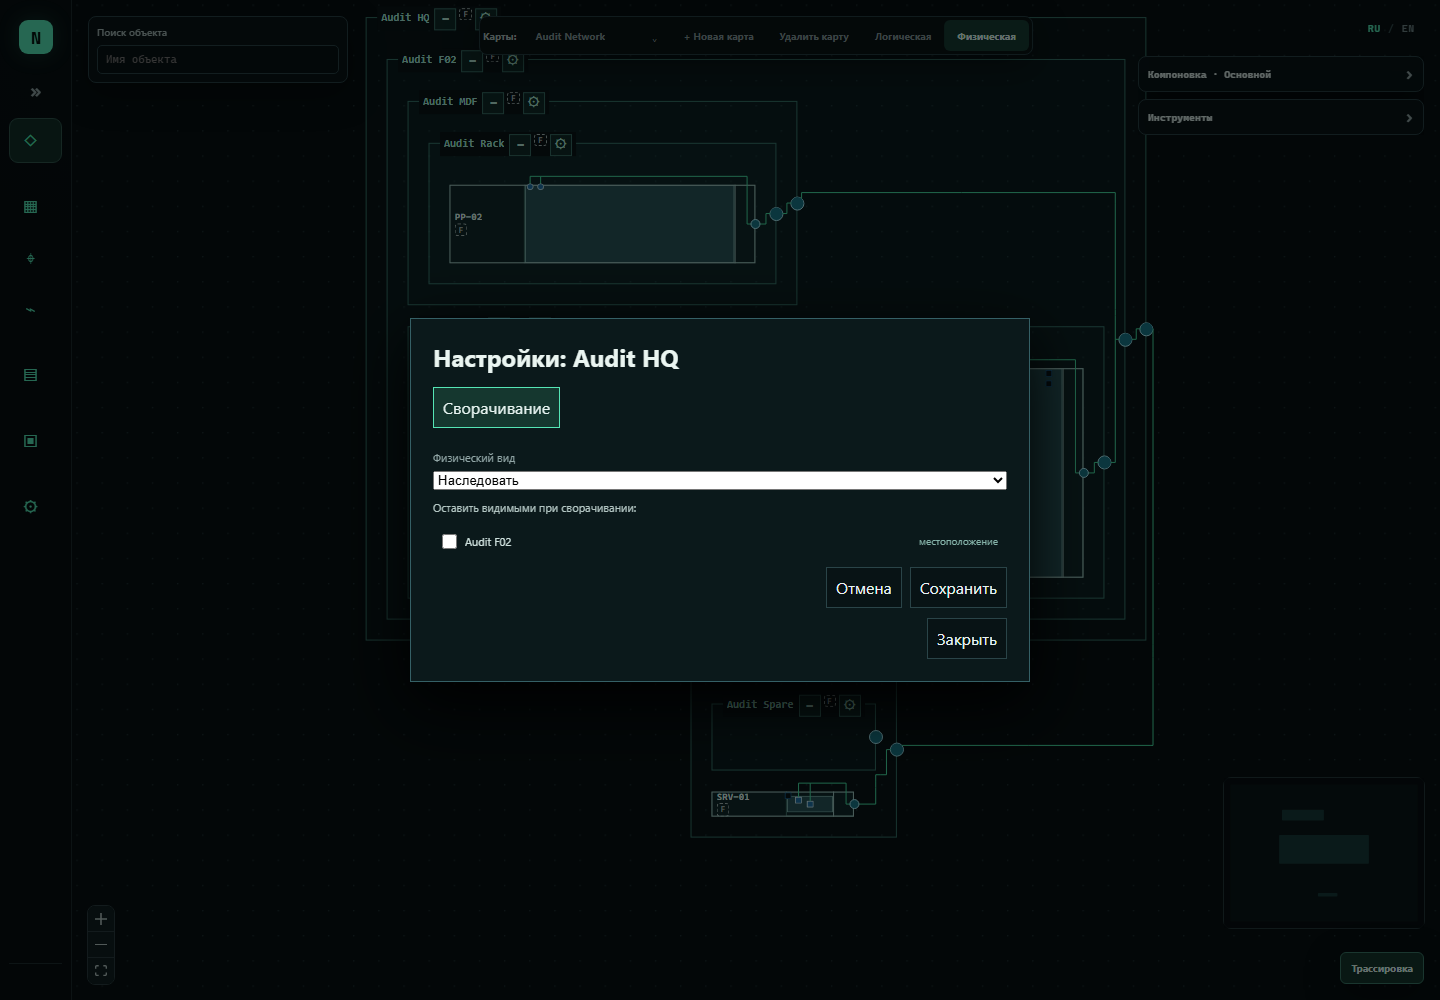 N
Поиск объекта
Имя объекта
Audit HQ
F
Карты:
Audit Network
+ Новая карта
Удалить карту
Логическая
Физическая
RU / EN
Audit F02
F
Компоновка · Основной
Инструменты
Audit MDF
F
Audit Rack
F
PP-02
F
Настройки: Audit HQ
Сворачивание
Физический вид
Наследовать
Оставить видимыми при сворачивании:
Audit F02
местоположение
Отмена
Сохранить
Закрыть
Audit Spare
F
SRV-01
F
Трассировка